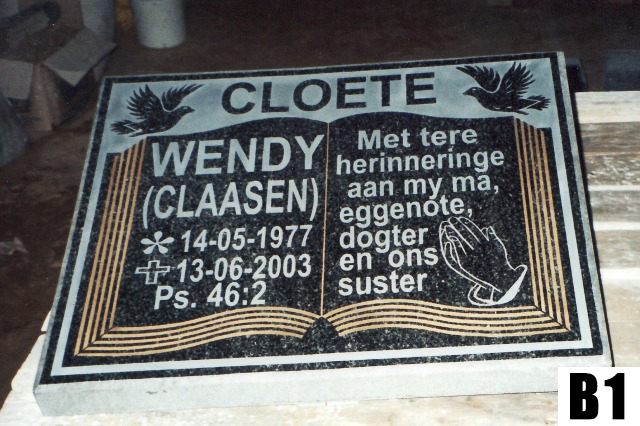 CLOETE
WENDY
(CLAASEN)
* 14-05-1977
✝ 13-06-2003
Ps. 46:2
Met tere
herinneringe
aan my ma,
eggenote,
dogter
en ons
suster
B1